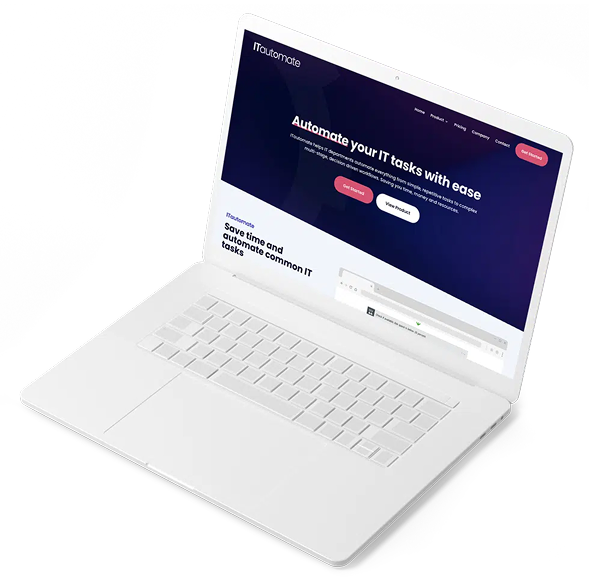 ITautomate
Home Product Pricing Company Contact Get Started
Automate your IT tasks with ease
ITautomate helps IT departments automate everything from simple, repetitive tasks to complex
multi-stage, decision driven workflows. Saving you time, money and resources.
Get Started View Product
ITautomate
Save time and
automate common IT
tasks